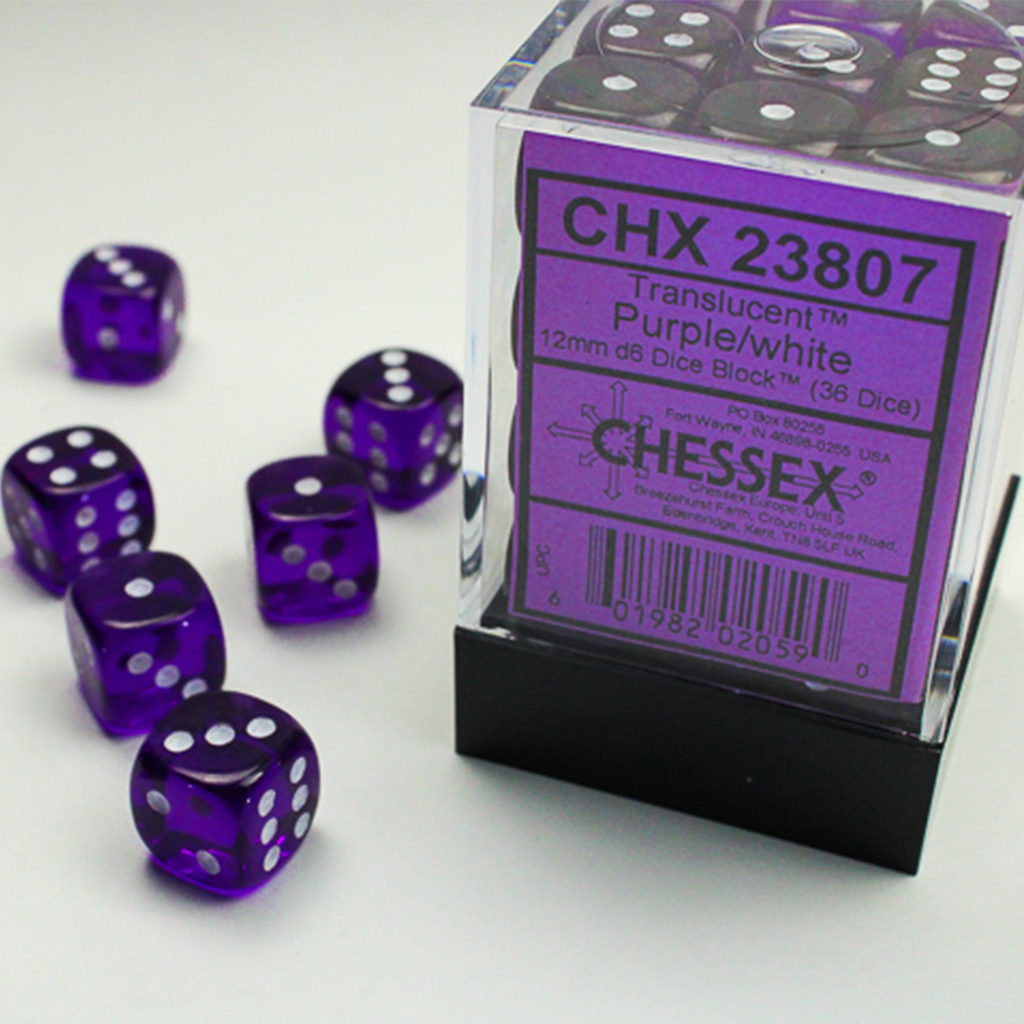 CHX 23807
Translucent™
Purple/white
12mm d6 Dice Block™ (36 Dice)
PO Box 80255
Fort Wayne, IN 46898-0255 USA
CHESSEX®
Chessex Europe, Unit 5
Breezehurst Farm, Crouch House Road,
Edenbridge, Kent, TN8 5LF UK
UPC
6 01982 02059 0